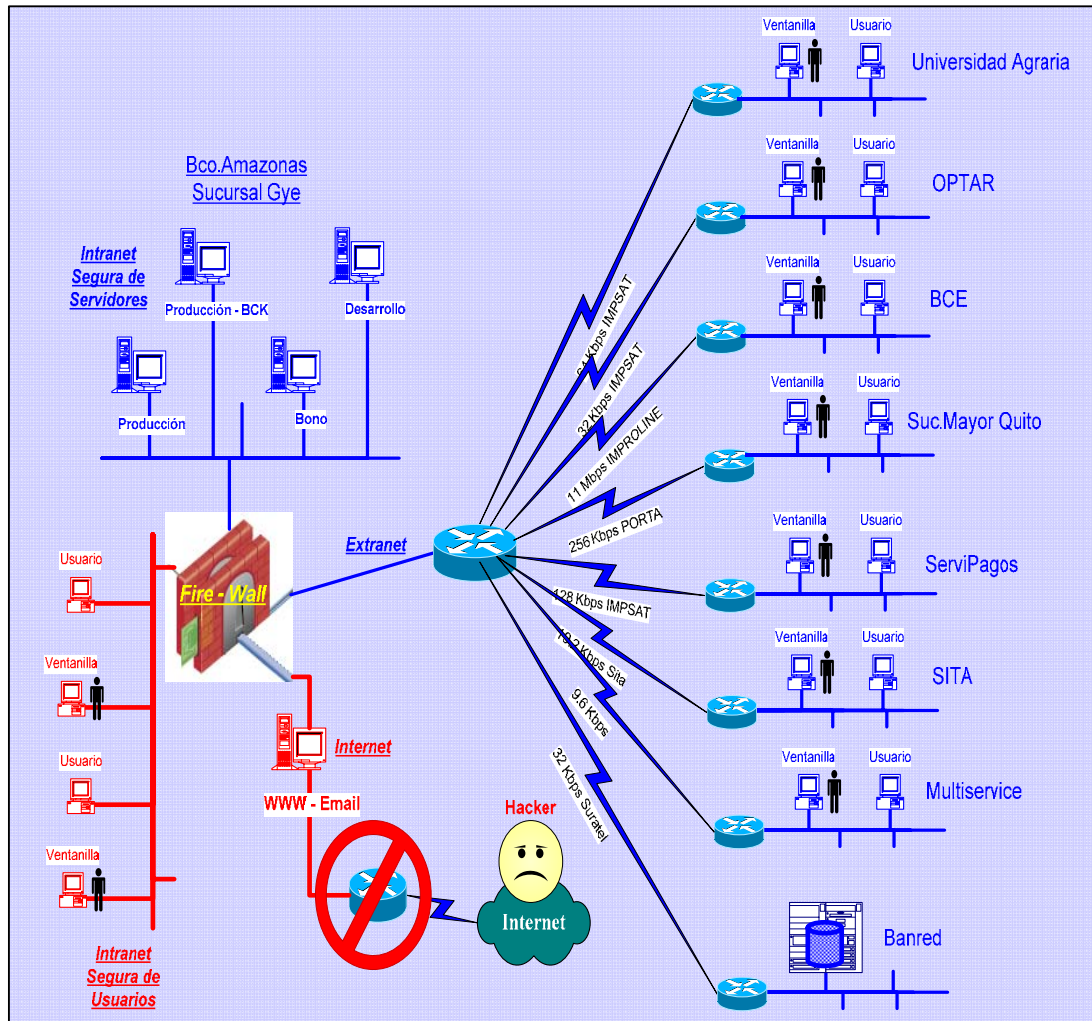 Bco.Amazonas
Sucursal Gye
Intranet
Segura de
Servidores
Producción - BCK
Desarrollo
Producción
Bono
Fire - Wall
Extranet
Usuario
Ventanilla
Usuario
Ventanilla
Intranet
Segura de
Usuarios
Internet
WWW - Email
Hacker
Internet
64 Kbps IMPSAT
32 Kbps IMPSAT
11 Mbps IMPROLINE
256 Kbps PORTA
128 Kbps IMPSAT
19.2 Kbps Sita
9.6 Kbps
32 Kbps Suratel
Ventanilla Usuario
Universidad Agraria
Ventanilla Usuario
OPTAR
Ventanilla Usuario
BCE
Ventanilla Usuario
Suc.Mayor Quito
Ventanilla Usuario
ServiPagos
Ventanilla Usuario
SITA
Ventanilla Usuario
Multiservice
Banred